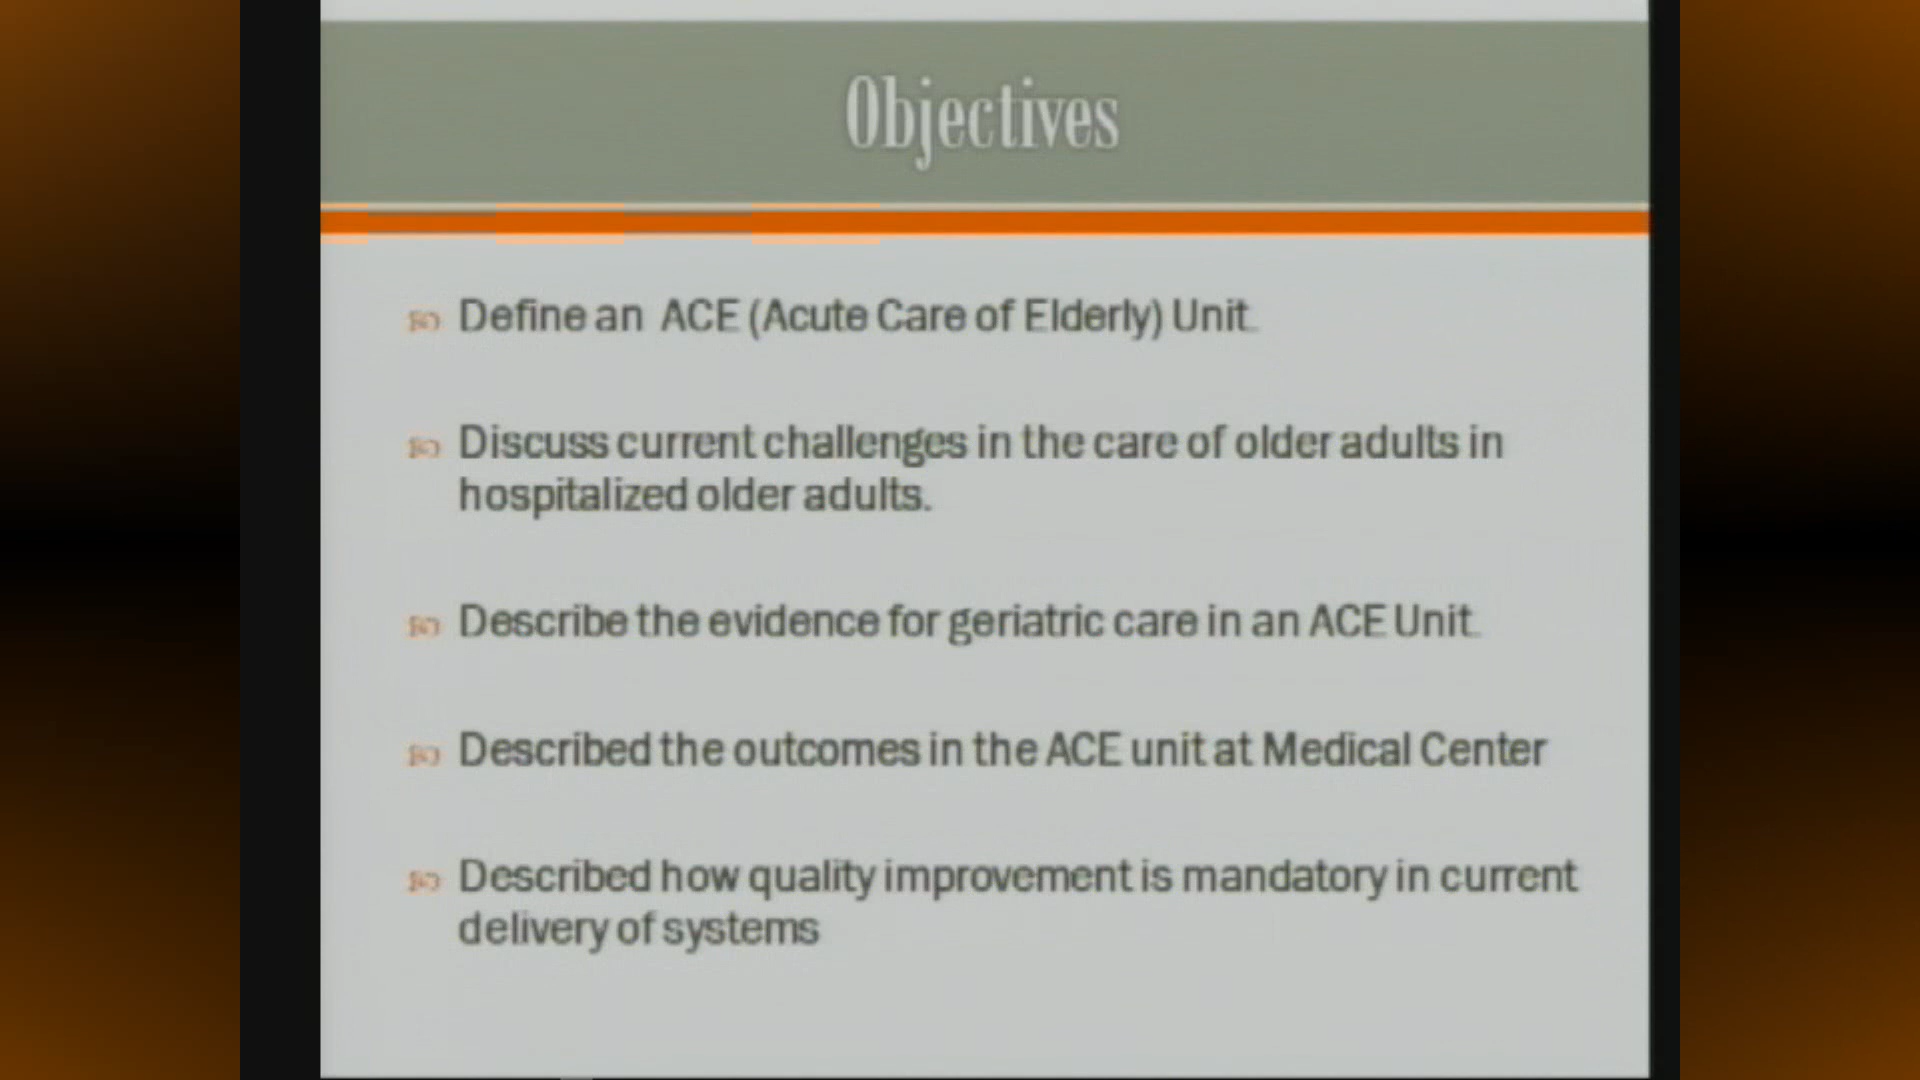 Objectives
Define an ACE (Acute Care of Elderly) Unit.
Discuss current challenges in the care of older adults in
hospitalized older adults.
Describe the evidence for geriatric care in an ACE Unit.
Described the outcomes in the ACE unit at Medical Center
Described how quality improvement is mandatory in current
delivery of systems